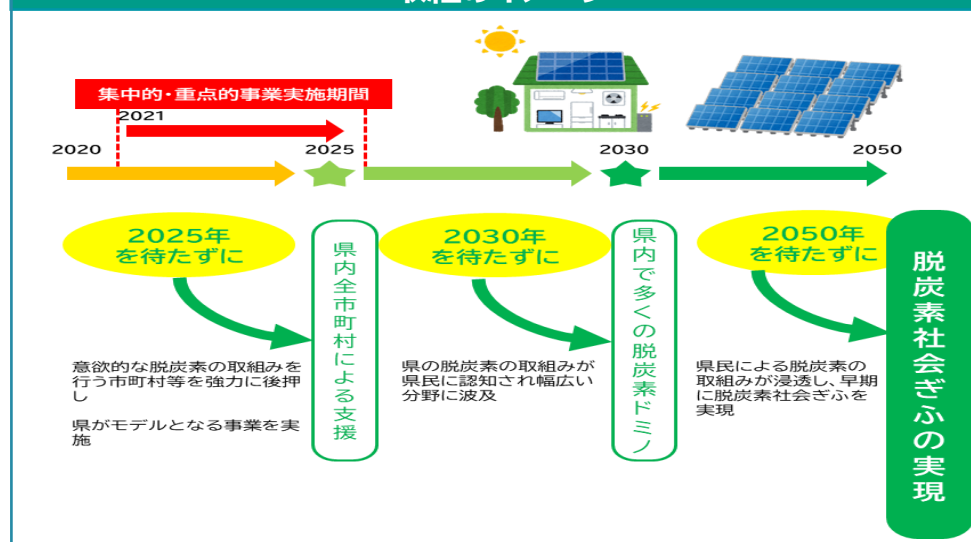 集中的・重点的事業実施期間
2021
2020
2025
2030
2050
2025年
を待たずに
県内全市町村による支援
2030年
を待たずに
県内で多くの脱炭素ドミノ
2050年
を待たずに
脱炭素社会ぎふの実現
意欲的な脱炭素の取組みを
行う市町村等を強力に後押
し
県がモデルとなる事業を実
施
県の脱炭素の取組みが
県民に認知され幅広い
分野に波及
県民による脱炭素の
取組みが浸透し、早期
に脱炭素社会ぎふを
実現